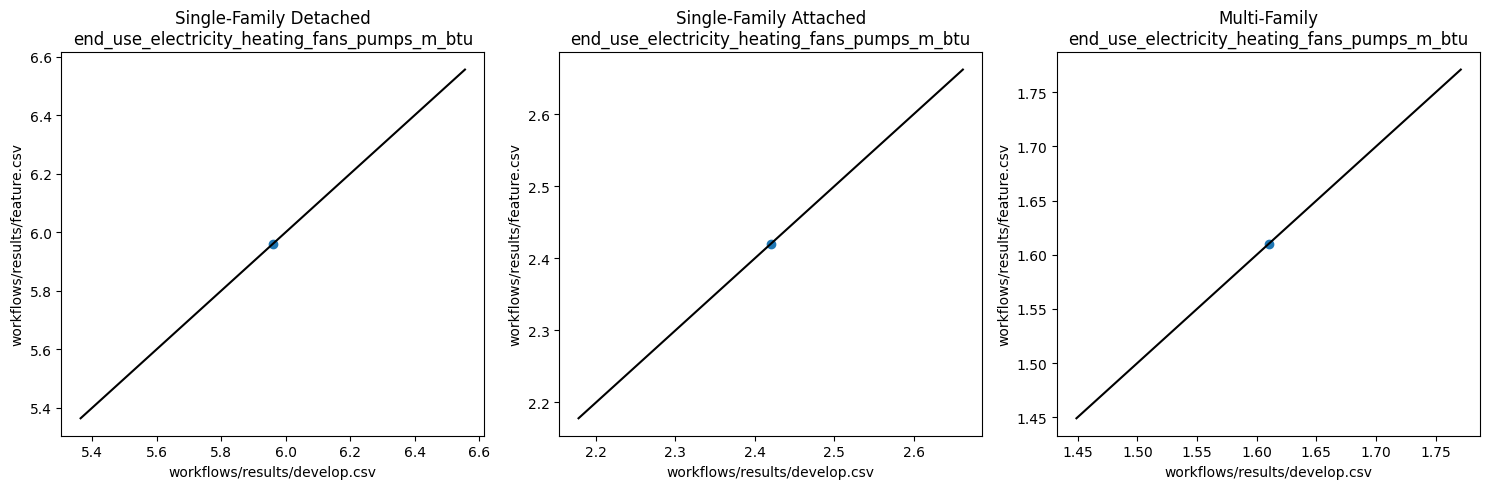 Single-Family Detached
end_use_electricity_heating_fans_pumps_m_btu
6.6
6.4
6.2
6.0
5.8
5.6
5.4
workflows/results/feature.csv
5.4 5.6 5.8 6.0 6.2 6.4 6.6
workflows/results/develop.csv
Single-Family Attached
end_use_electricity_heating_fans_pumps_m_btu
2.6
2.5
2.4
2.3
2.2
workflows/results/feature.csv
2.2 2.3 2.4 2.5 2.6
workflows/results/develop.csv
Multi-Family
end_use_electricity_heating_fans_pumps_m_btu
1.75
1.70
1.65
1.60
1.55
1.50
1.45
workflows/results/feature.csv
1.45 1.50 1.55 1.60 1.65 1.70 1.75
workflows/results/develop.csv